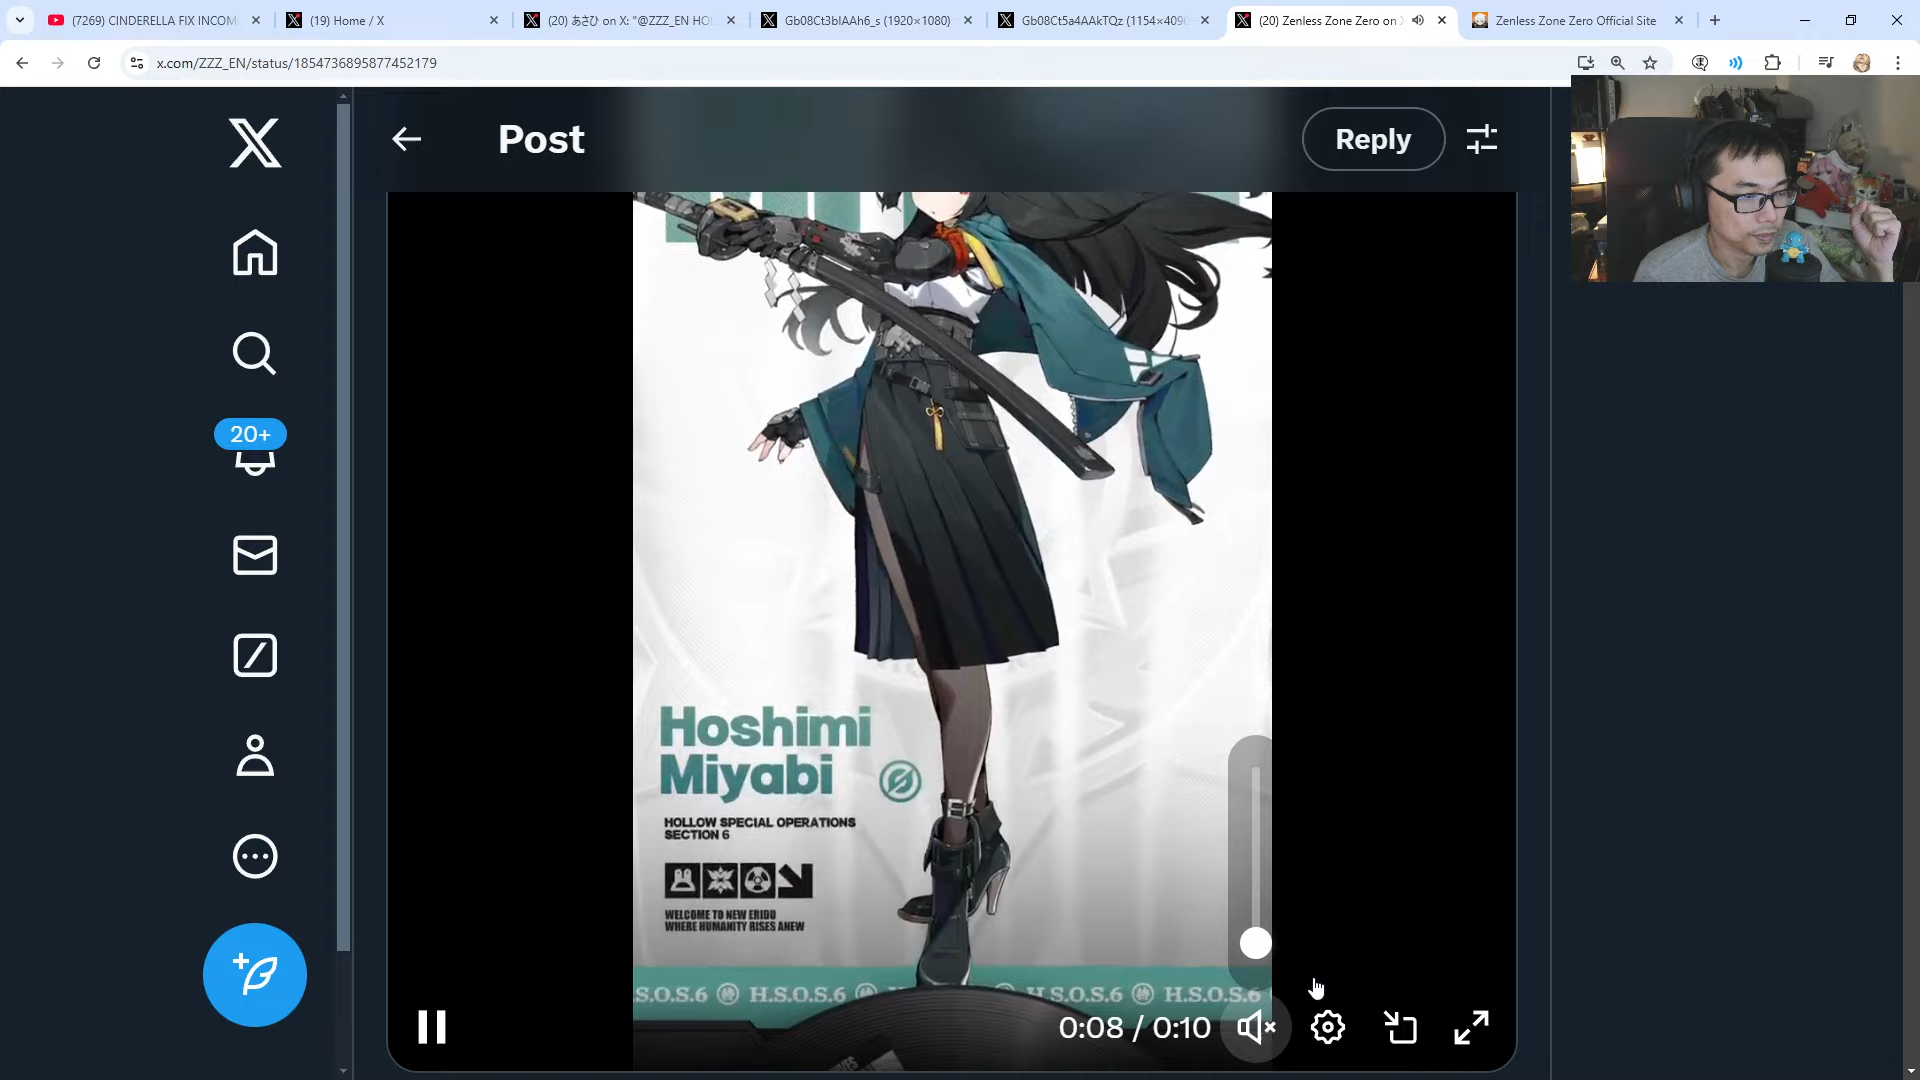 (7269) CINDERELLA FIX INCOM
(19) Home / X
(20) あさひ on X: "@ZZZ_EN HOL
Gb08Ct3bIAAh6_s (1920×1080)
Gb08Ct5a4AAkTQz (1154×4096
(20) Zenless Zone Zero on X
Zenless Zone Zero Official Site
x.com/ZZZ_EN/status/1854736895877452179
Post
Reply
20+
Hoshimi
Miyabi
HOLLOW SPECIAL OPERATIONS
SECTION 6
WELCOME TO NEW ERIDU
WHERE HUMANITY RISES ANEW
.S.O.S.6 H.S.O.S.6 H.S.O.S.6 H.S.O.S.6
0:08 / 0:10